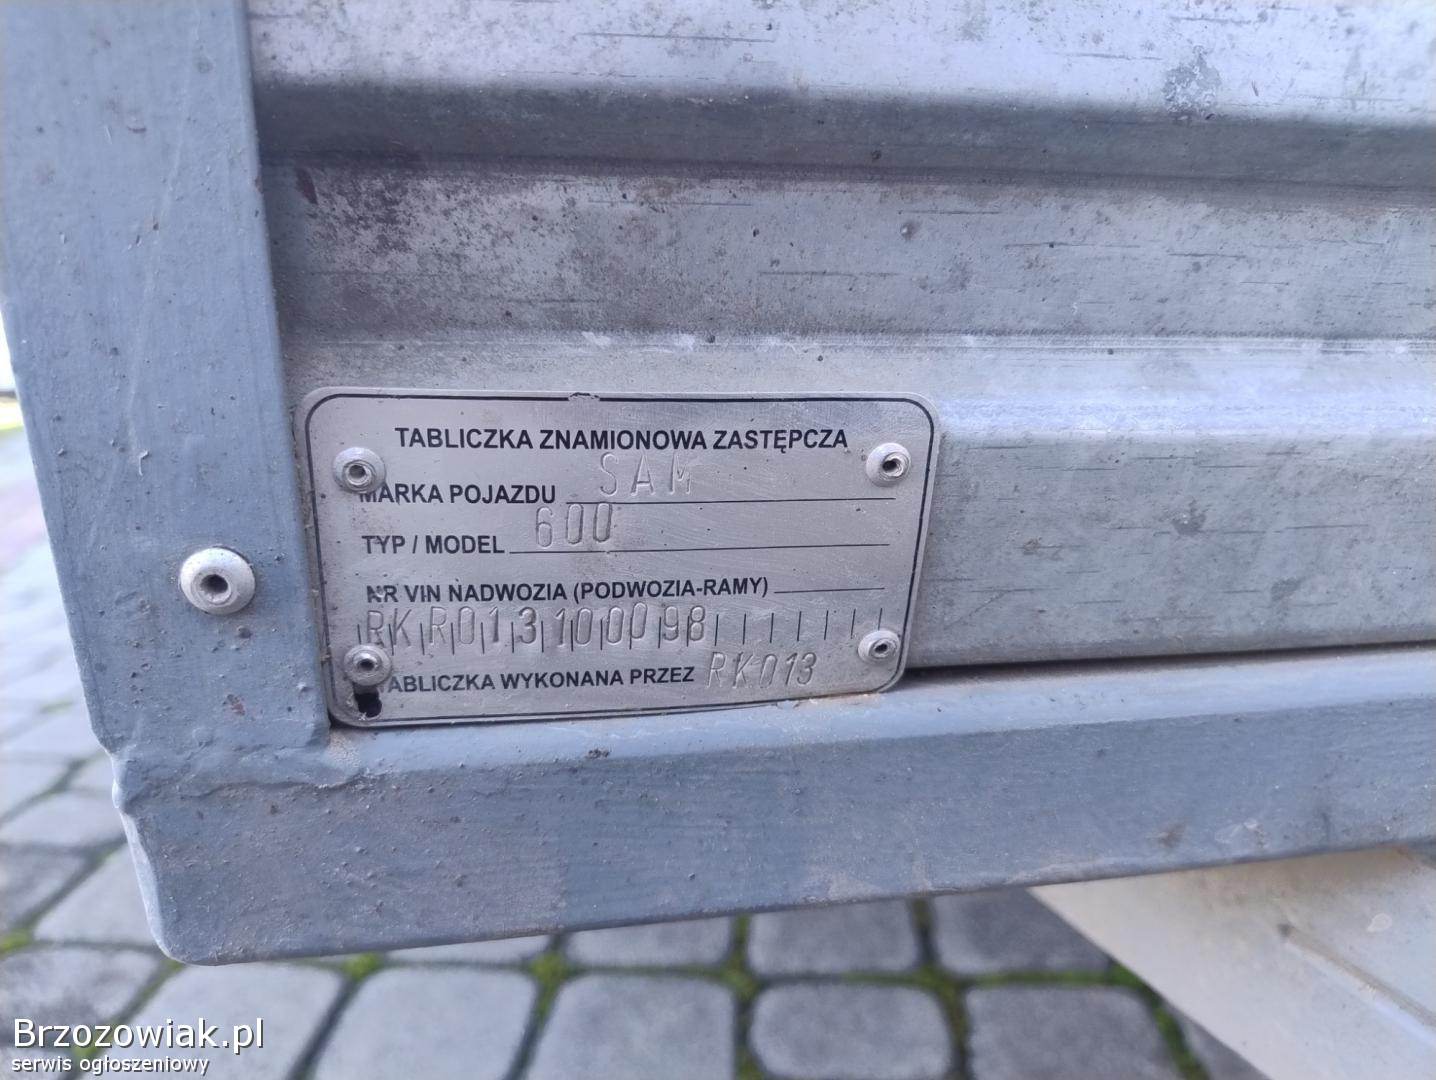 TABLICZKA ZNAMIONOWA ZASTĘPCZA
MARKA POJAZDU SAM
TYP / MODEL 600
NR VIN NADWOZIA (PODWOZIA-RAMY)
RKR013100098
TABLICZKA WYKONANA PRZEZ RK013
Brzozowiak.pl
serwis ogłoszeniowy